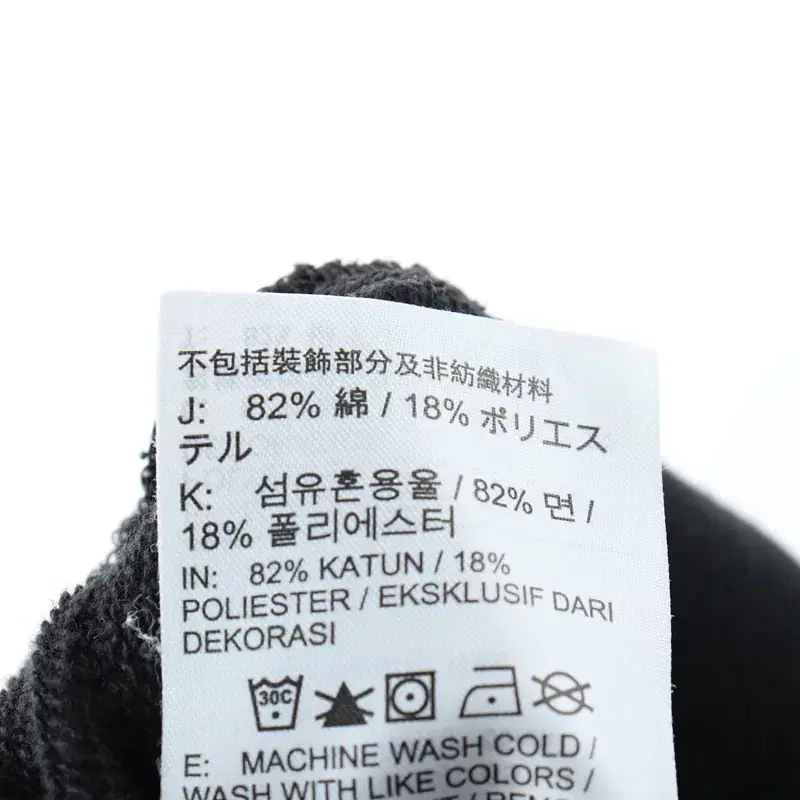 不包括裝飾部分及非紡織材料
J: 82% 綿 / 18% ポリエス
テル
K: 섬유혼용율 / 82% 면 /
18% 폴리에스터
IN: 82% KATUN / 18%
POLIESTER / EKSKLUSIF DARI
DEKORASI
30C
E: MACHINE WASH COLD /
WASH WITH LIKE COLORS /